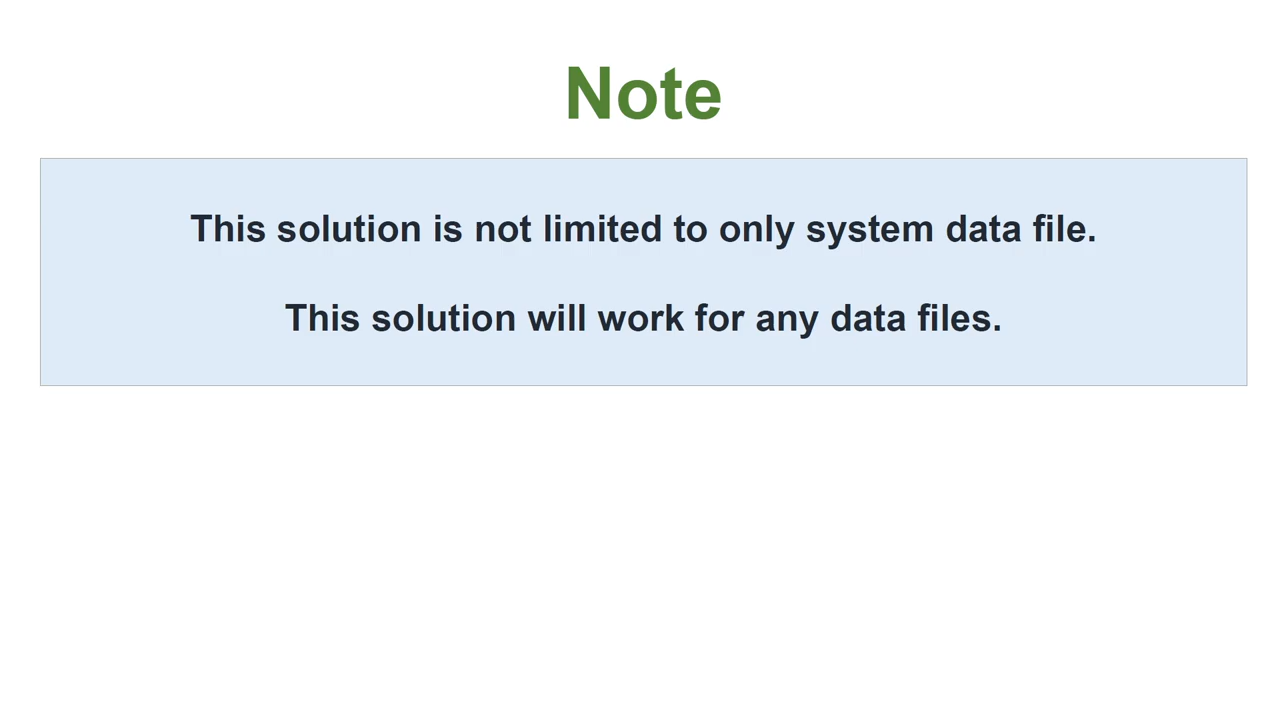 Note
This solution is not limited to only system data file.
This solution will work for any data files.